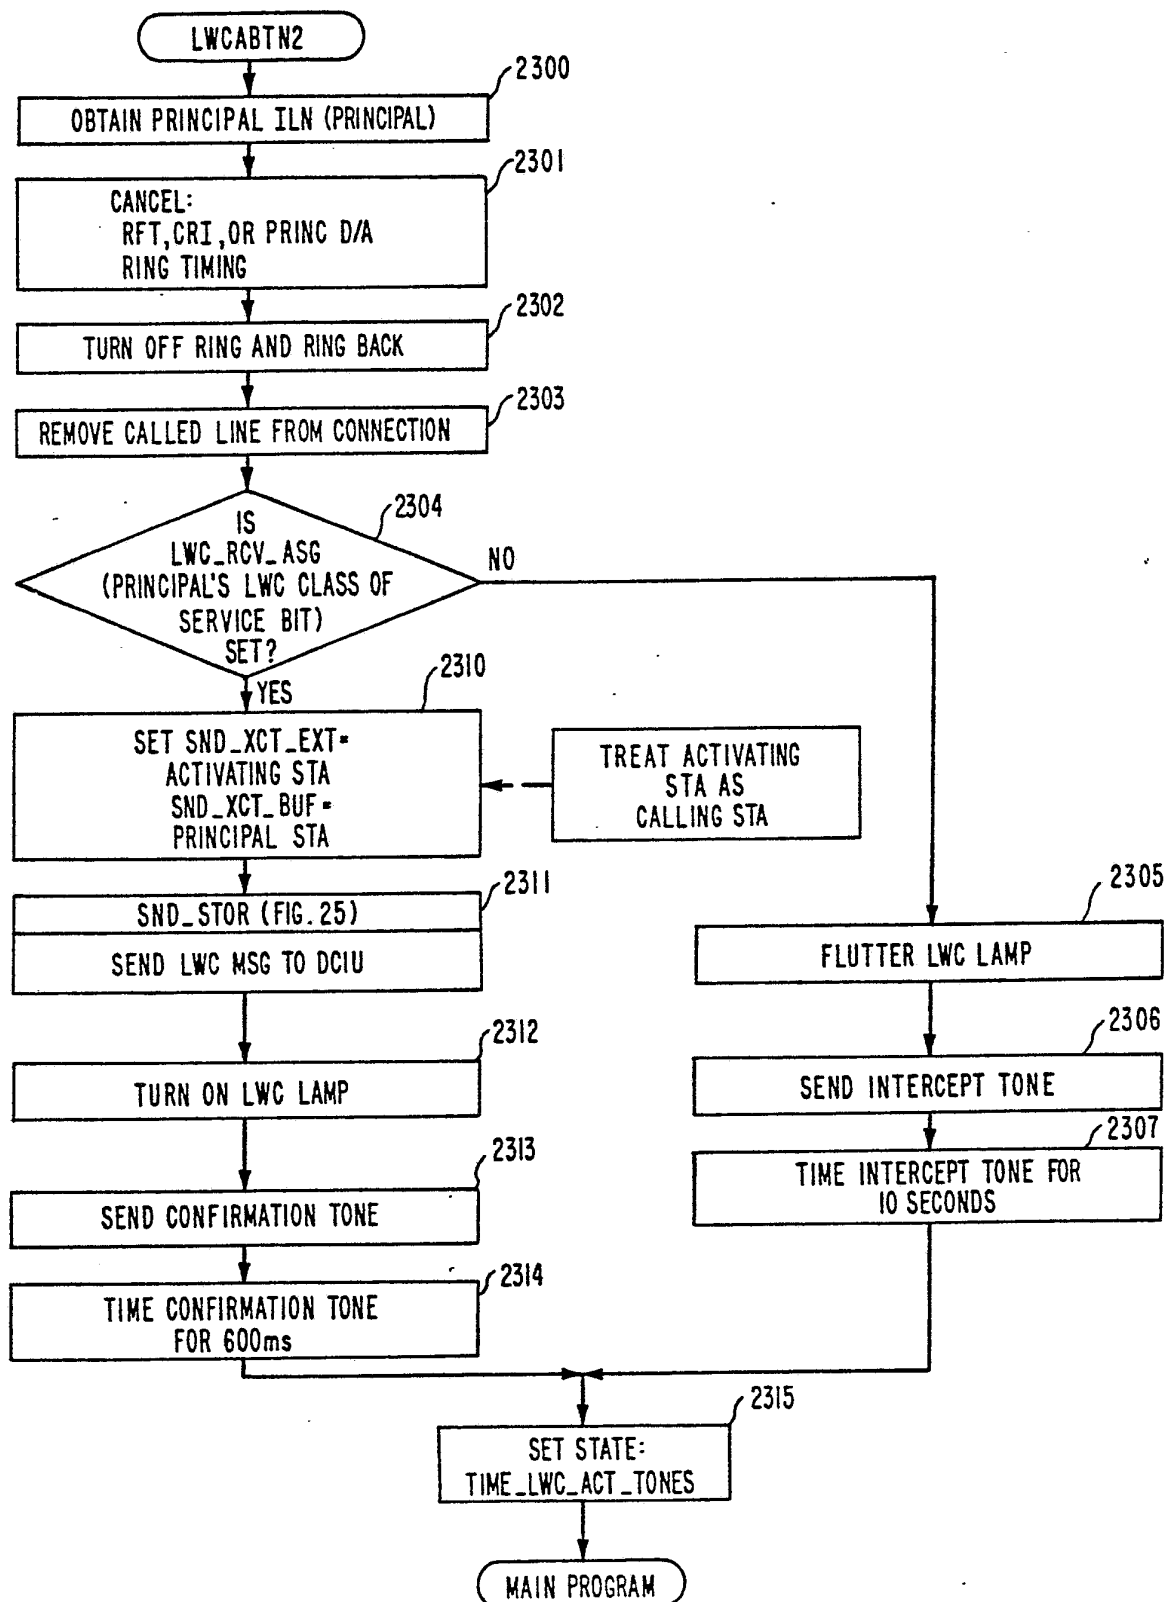 LWCABTN2
2300
OBTAIN PRINCIPAL ILN (PRINCIPAL)
2301
CANCEL:
RFT, CRI, OR PRINC D/A
RING TIMING
2302
TURN OFF RING AND RING BACK
2303
REMOVE CALLED LINE FROM CONNECTION
2304
IS
LWC_RCV_ASG
(PRINCIPAL'S LWC CLASS OF
SERVICE BIT)
SET?
NO
YES
2310
SET SND_XCT_EXT=
ACTIVATING STA
SND_XCT_BUF=
PRINCIPAL STA
TREAT ACTIVATING
STA AS
CALLING STA
2311
SND_STOR (FIG. 25)
SEND LWC MSG TO DCIU
2305
FLUTTER LWC LAMP
2312
TURN ON LWC LAMP
2306
SEND INTERCEPT TONE
2313
SEND CONFIRMATION TONE
2307
TIME INTERCEPT TONE FOR
10 SECONDS
2314
TIME CONFIRMATION TONE
FOR 600ms
2315
SET STATE:
TIME_LWC_ACT_TONES
MAIN PROGRAM